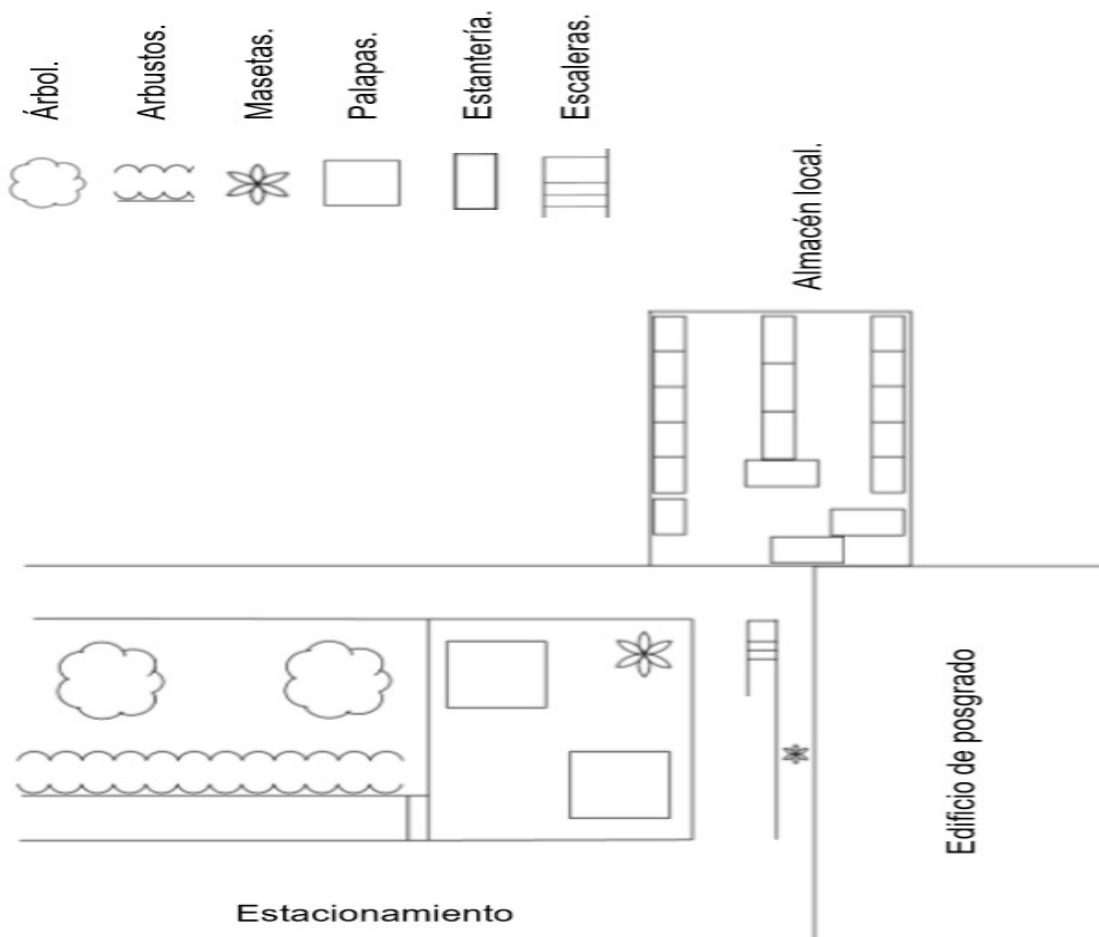 Árbol.
Arbustos.
Masetas.
Palapas.
Estantería.
Escaleras.
Almacén local.
Edificio de posgrado
Estacionamiento